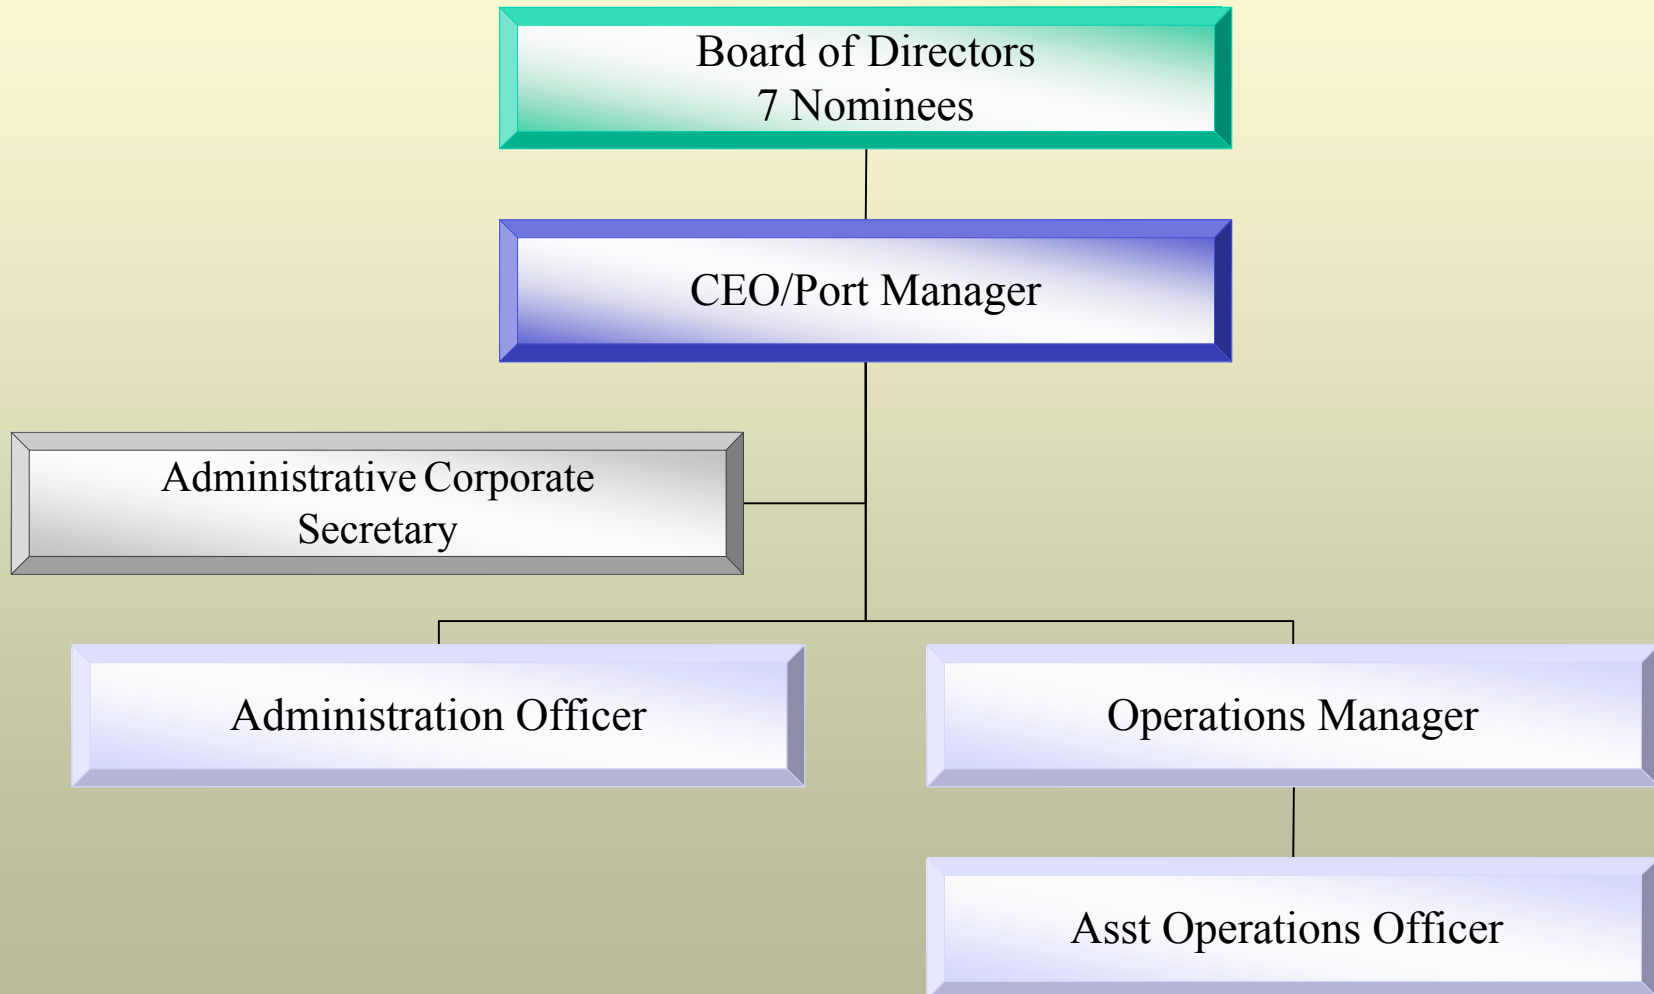 Board of Directors
7 Nominees
CEO/Port Manager
Administrative Corporate
Secretary
Administration Officer
Operations Manager
Asst Operations Officer